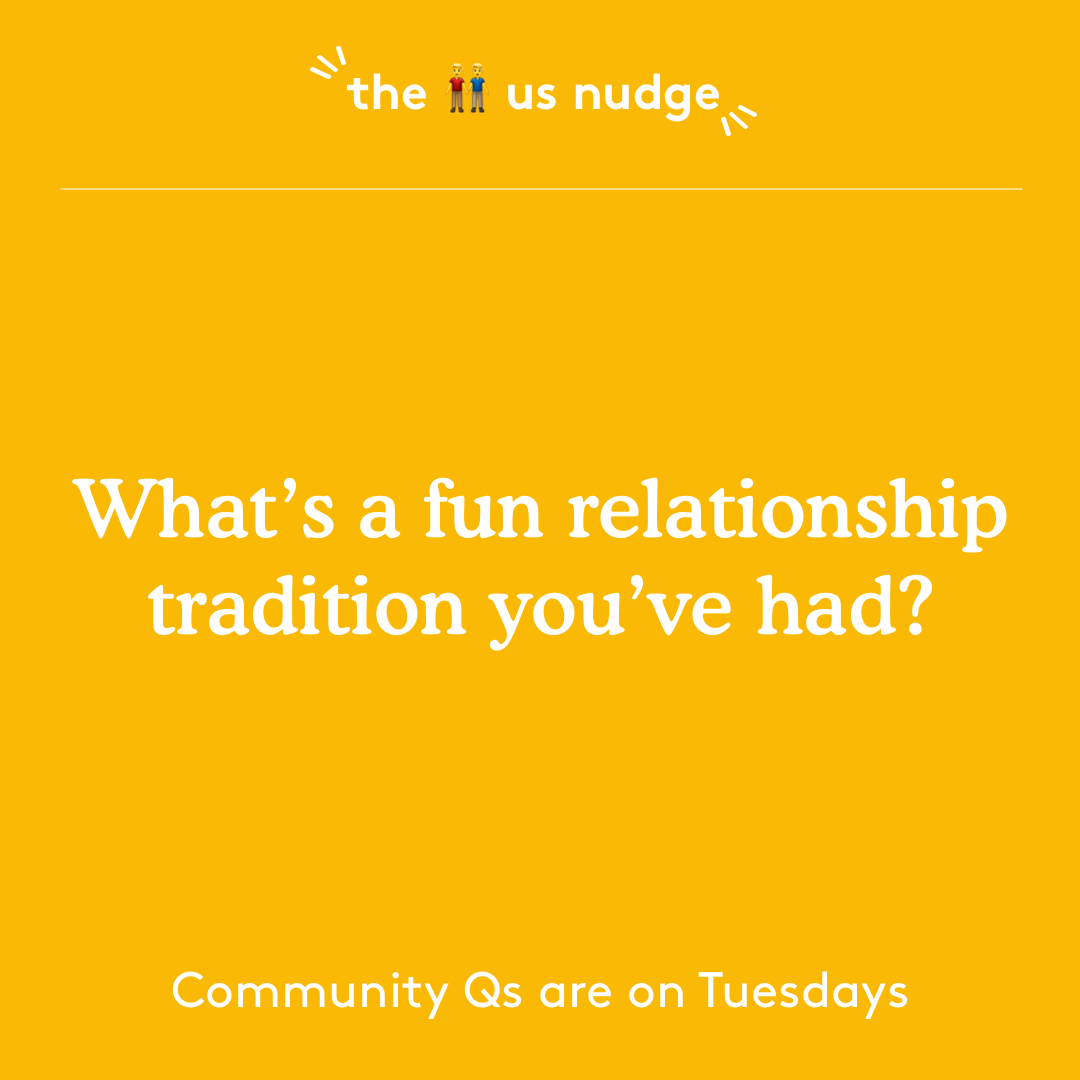 the 👬 us nudge
What’s a fun relationship
tradition you’ve had?
Community Qs are on Tuesdays